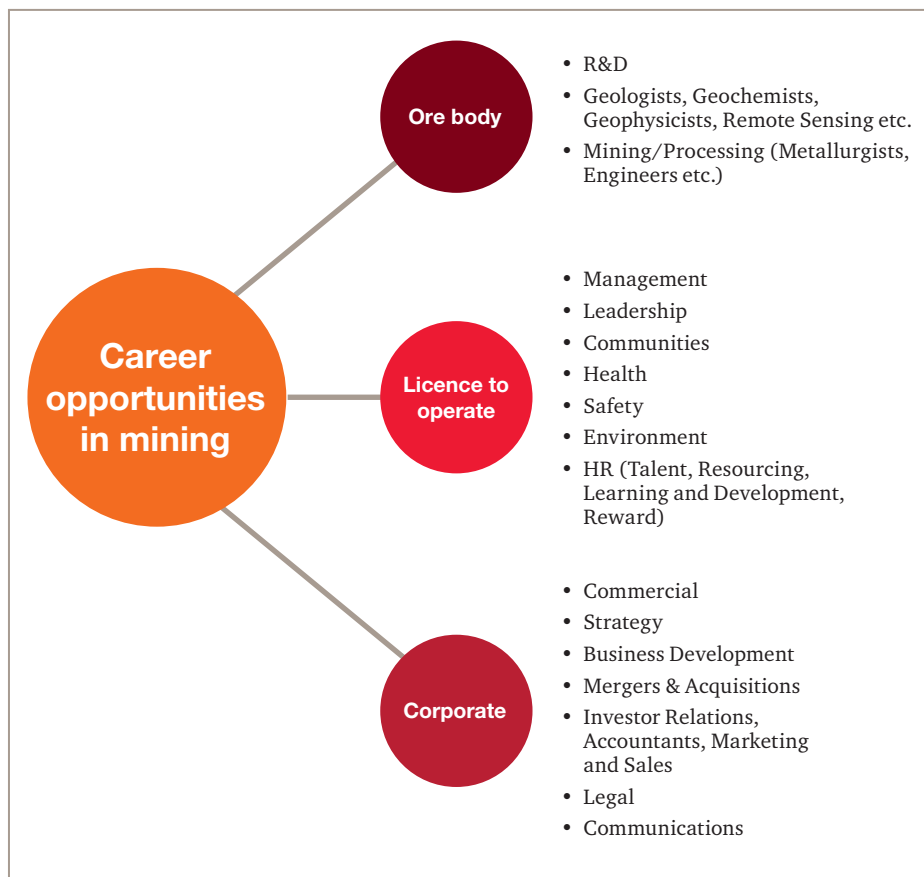 Career
opportunities
in mining
Ore body
• R&D
• Geologists, Geochemists,
Geophysicists, Remote Sensing etc.
• Mining/Processing (Metallurgists,
Engineers etc.)
Licence to
operate
• Management
• Leadership
• Communities
• Health
• Safety
• Environment
• HR (Talent, Resourcing,
Learning and Development,
Reward)
Corporate
• Commercial
• Strategy
• Business Development
• Mergers & Acquisitions
• Investor Relations,
Accountants, Marketing
and Sales
• Legal
• Communications